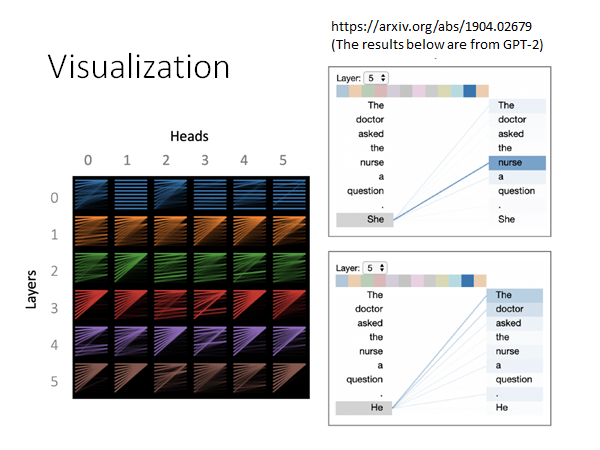 https://arxiv.org/abs/1904.02679
(The results below are from GPT-2)
Visualization
Heads
0 1 2 3 4 5
Layers
0
1
2
3
4
5
Layer: 5
The The
doctor doctor
asked asked
the the
nurse nurse
a a
question question
. .
She She
Layer: 5
The The
doctor doctor
asked asked
the the
nurse nurse
a a
question question
. .
He He